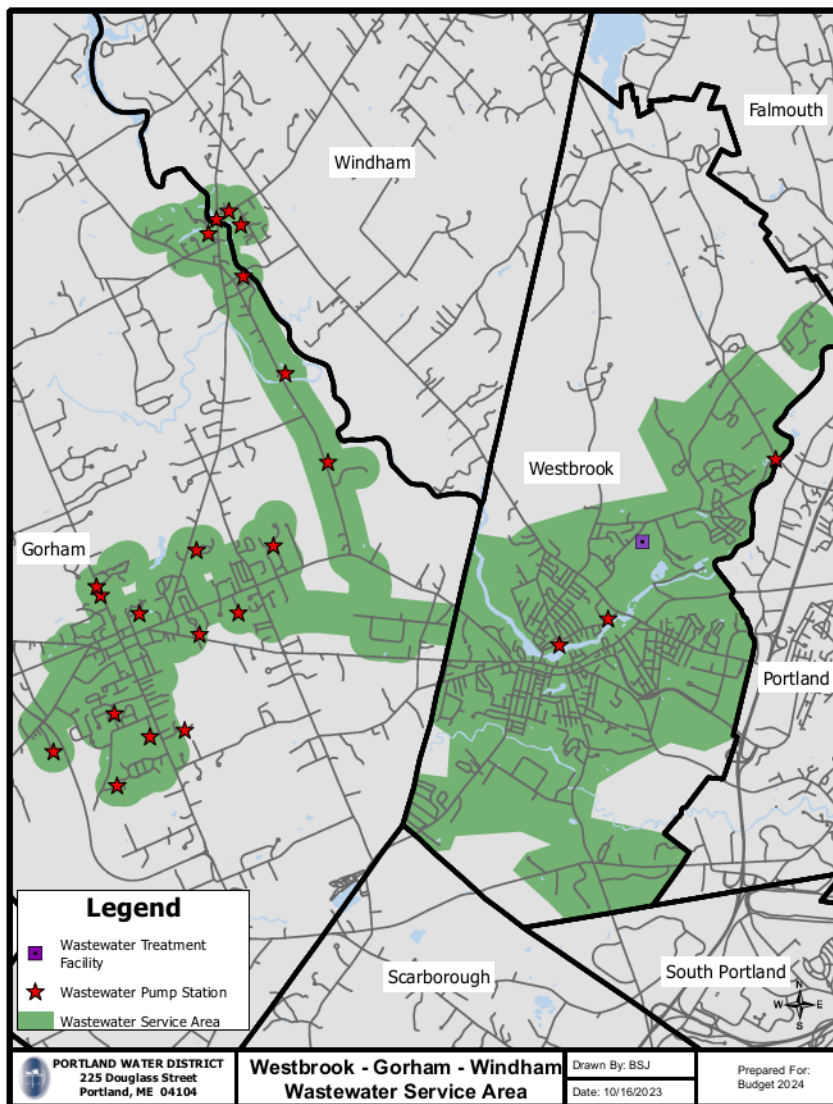 Falmouth
Windham
Westbrook
Gorham
Portland
Legend
Wastewater Treatment
Facility
Wastewater Pump Station
Wastewater Service Area
Scarborough
South Portland
N
W E
S
PORTLAND WATER DISTRICT
225 Douglass Street
Portland, ME 04104
Westbrook - Gorham - Windham
Wastewater Service Area
Drawn By: BSJ
Date: 10/16/2023
Prepared For:
Budget 2024